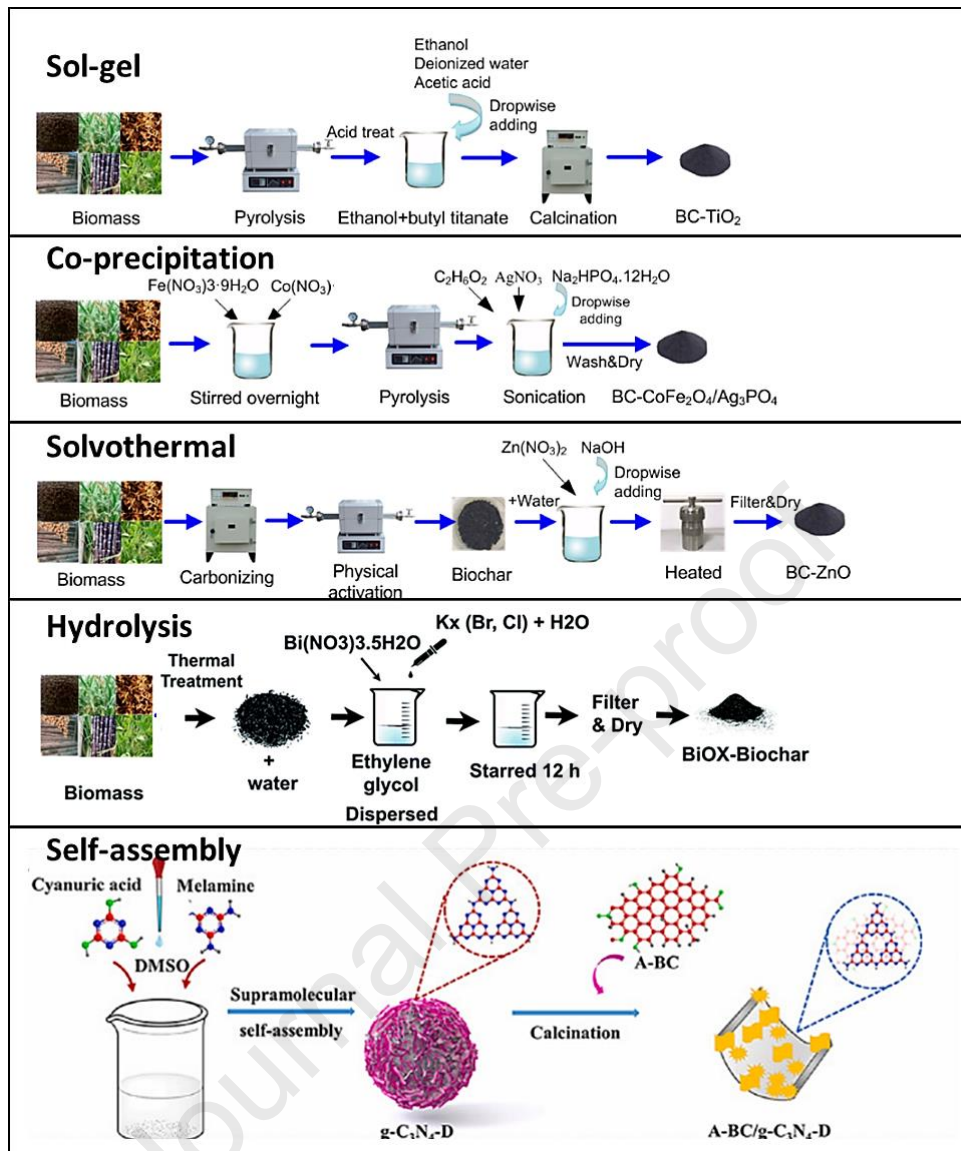 Sol-gel
Ethanol
Deionized water
Acetic acid
Dropwise
adding
Acid treat
Biomass
Pyrolysis
Ethanol+butyl titanate
Calcination
BC-TiO₂
Co-precipitation
Fe(NO₃)3·9H₂O
Co(NO₃)·
C₂H₆O₂
AgNO₃
Na₂HPO₄.12H₂O
Dropwise
adding
Wash&Dry
Biomass
Stirred overnight
Pyrolysis
Sonication
BC-CoFe₂O₄/Ag₃PO₄
Solvothermal
Zn(NO₃)₂
NaOH
Dropwise
adding
+Water
Filter&Dry
Biomass
Carbonizing
Physical
activation
Biochar
Heated
BC-ZnO
Hydrolysis
Kx (Br, Cl) + H2O
Bi(NO3)3.5H2O
Thermal
Treatment
Filter
& Dry
Biomass
+
water
Ethylene
glycol
Dispersed
Starred 12 h
BiOX-Biochar
Self-assembly
Cyanuric acid
Melamine
DMSO
Supramolecular
self-assembly
A-BC
Calcination
g-C₃N₄-D
A-BC/g-C₃N₄-D
Journal Pre-proof